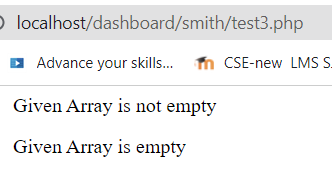 localhost/dashboard/smith/test3.php
Advance your skills... CSE-new LMS S
Given Array is not empty
Given Array is empty